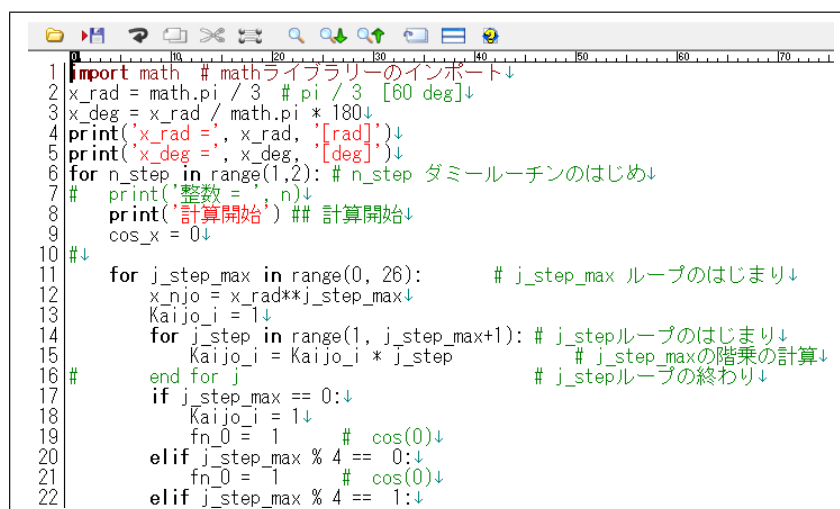 0 10 20 30 40 50 60 70
1 import math # mathライブラリーのインポート↓
2 x_rad = math.pi / 3 # pi / 3 [60 deg]↓
3 x_deg = x_rad / math.pi * 180↓
4 print('x_rad =', x_rad, '[rad]')↓
5 print('x_deg =', x_deg, '[deg]')↓
6 for n_step in range(1,2): # n_step ダミールーチンのはじめ↓
7 # print('整数 = ', n)↓
8 print('計算開始') ## 計算開始↓
9 cos_x = 0↓
10 #↓
11 for j_step_max in range(0, 26): # j_step_max ループのはじまり↓
12 x_njo = x_rad**j_step_max↓
13 Kaijo_i = 1↓
14 for j_step in range(1, j_step_max+1): # j_stepループのはじまり↓
15 Kaijo_i = Kaijo_i * j_step # j_step_maxの階乗の計算↓
16 # end for j # j_stepループの終わり↓
17 if j_step_max == 0:↓
18 Kaijo_i = 1↓
19 fn_0 = 1 # cos(0)↓
20 elif j_step_max % 4 == 0:↓
21 fn_0 = 1 # cos(0)↓
22 elif j_step_max % 4 == 1:↓